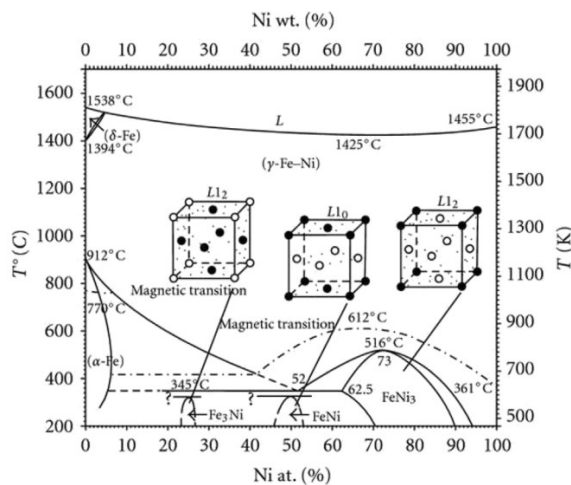 Ni wt. (%)
0 10 20 30 40 50 60 70 80 90 100
1600
1400
1200
1000
800
600
400
200
T°(C)
1900
1700
1500
1300
1100
900
700
500
T (K)
1538°C
(δ-Fe)
1394°C
L
1455°C
1425°C
(γ-Fe–Ni)
L1₂
L1₀
L1₂
912°C
Magnetic transition
770°C
Magnetic transition
612°C
516°C
73
(α-Fe)
345°C
52
62.5
FeNi₃
361°C
?
?
Fe₃Ni
FeNi
0 10 20 30 40 50 60 70 80 90 100
Ni at. (%)